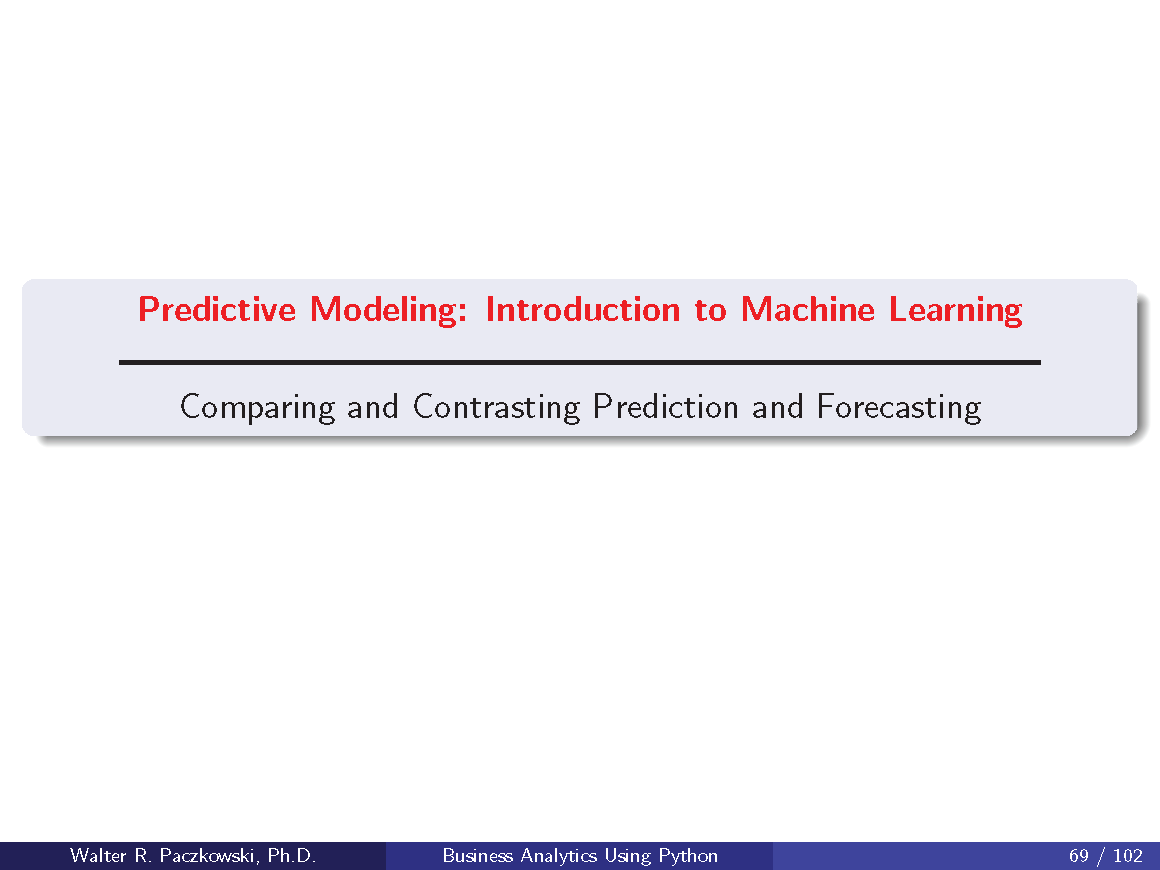 Predictive Modeling: Introduction to Machine Learning
Comparing and Contrasting Prediction and Forecasting
Walter R. Paczkowski, Ph.D.
Business Analytics Using Python
69 / 102